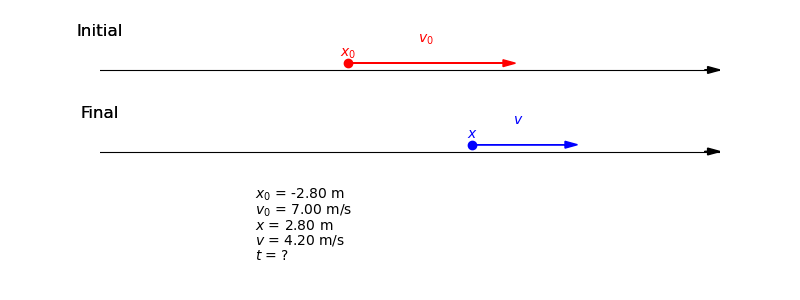 Initial
x₀
v₀
Final
x
v
x₀ = -2.80 m
v₀ = 7.00 m/s
x = 2.80 m
v = 4.20 m/s
t = ?